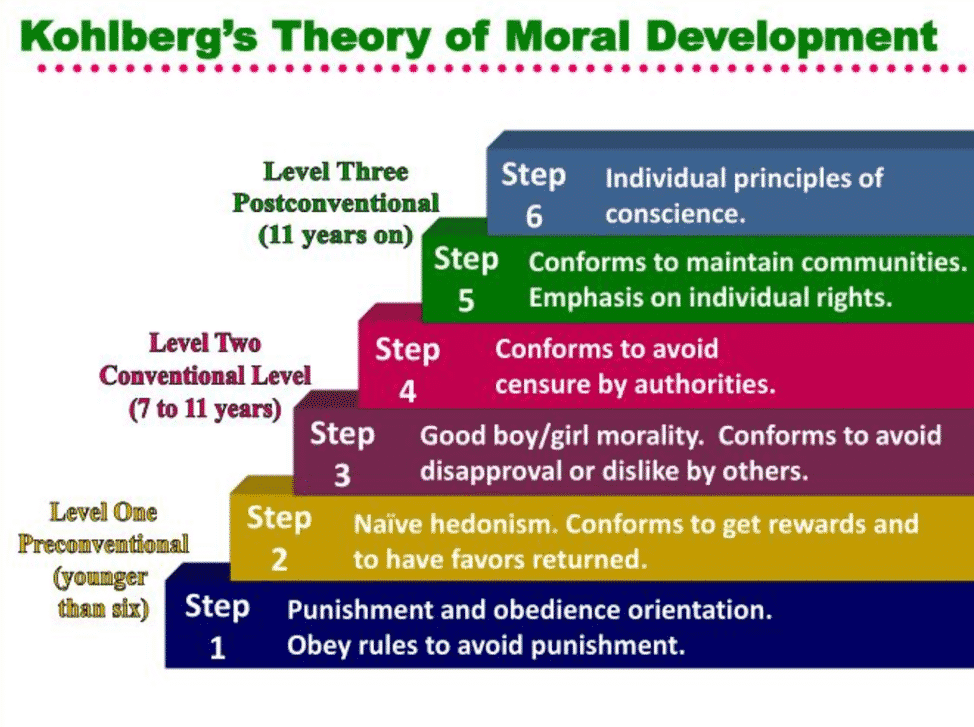 Kohlberg's Theory of Moral Development
Level Three
Postconventional
(11 years on)
Step
6
Individual principles of
conscience.
Step
5
Conforms to maintain communities.
Emphasis on individual rights.
Level Two
Conventional Level
(7 to 11 years)
Step
4
Conforms to avoid
censure by authorities.
Step
3
Good boy/girl morality. Conforms to avoid
disapproval or dislike by others.
Level One
Preconventional
(younger
than six)
Step
2
Naïve hedonism. Conforms to get rewards and
to have favors returned.
Step
1
Punishment and obedience orientation.
Obey rules to avoid punishment.